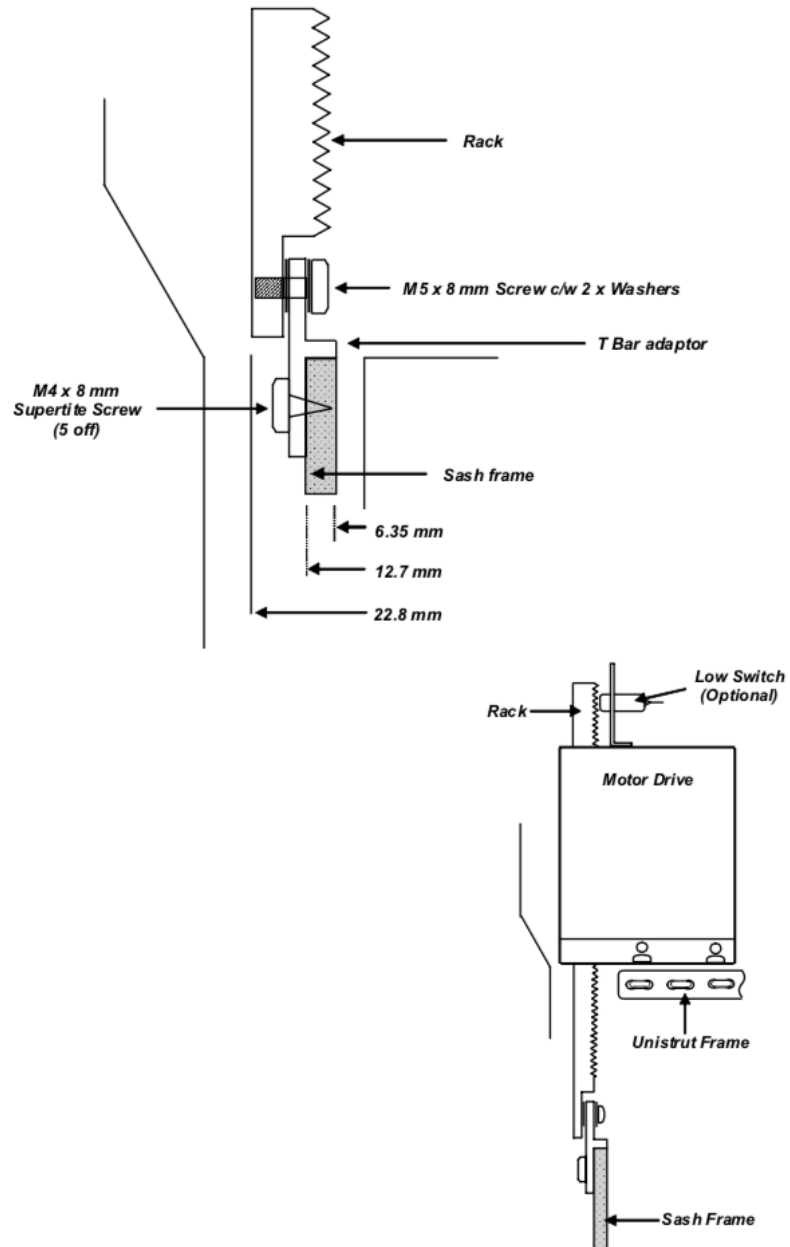 Rack
M5 x 8 mm Screw c/w 2 x Washers
T Bar adaptor
M4 x 8 mm
Supertite Screw
(5 off)
Sash frame
6.35 mm
12.7 mm
22.8 mm
Low Switch
(Optional)
Rack
Motor Drive
Unistrut Frame
Sash Frame